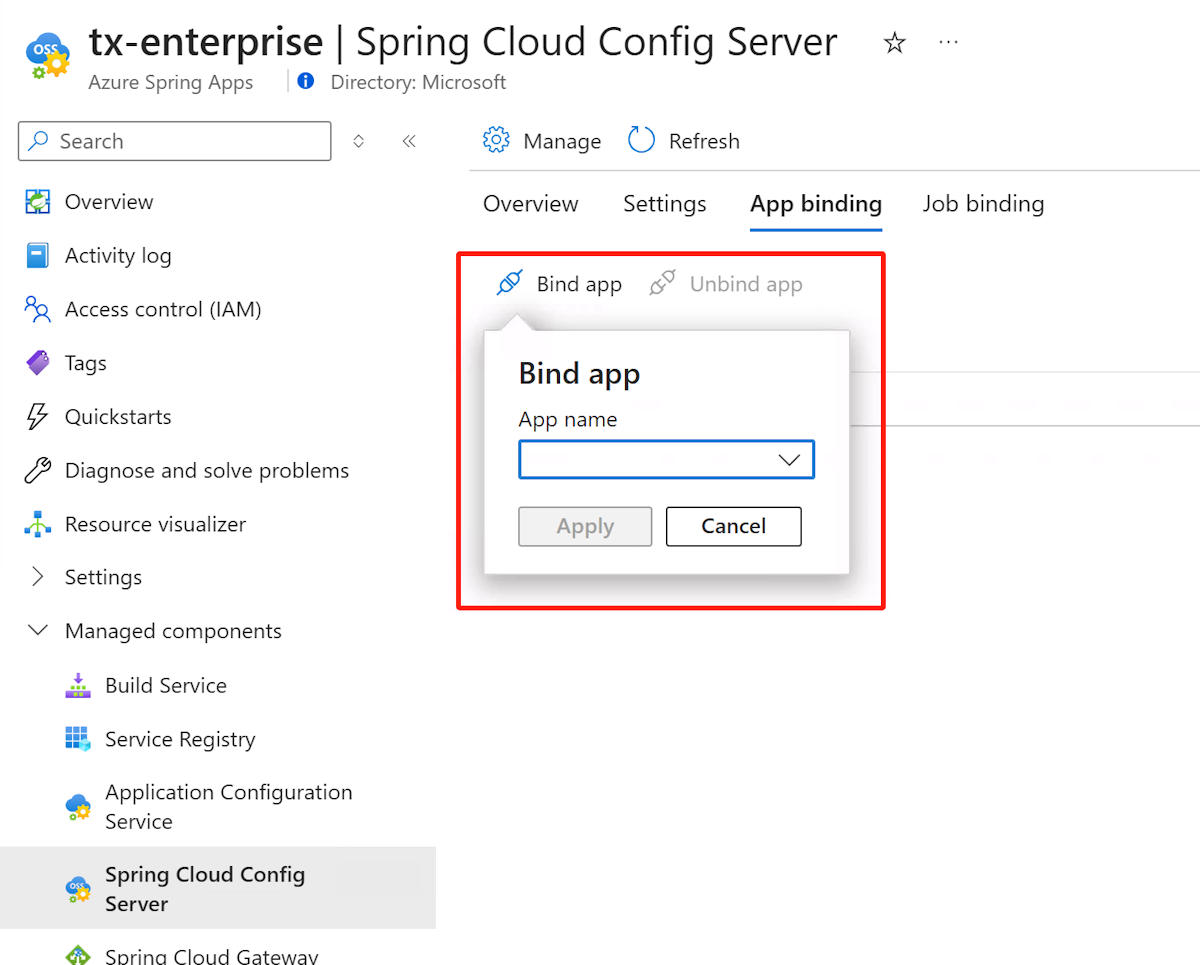 OSS
tx-enterprise | Spring Cloud Config Server
Azure Spring Apps
Directory: Microsoft
Search
Manage
Refresh
Overview
Activity log
Access control (IAM)
Tags
Quickstarts
Diagnose and solve problems
Resource visualizer
Settings
Managed components
Build Service
Service Registry
Application Configuration
Service
OSS
Spring Cloud Config
Server
Spring Cloud Gateway
Overview
Settings
App binding
Job binding
Bind app
Unbind app
Bind app
App name
Apply
Cancel